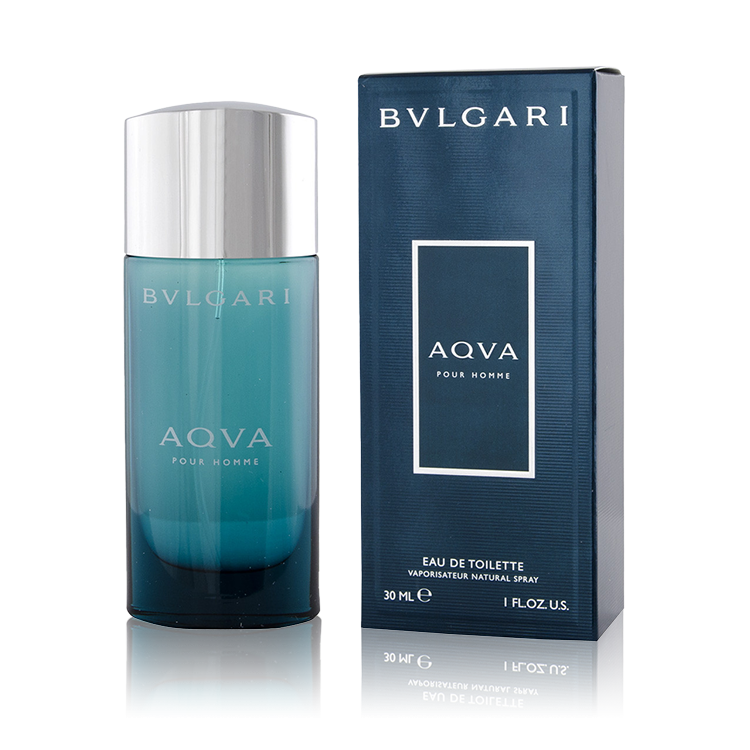 BVLGARI
AQVA
POUR HOMME
BVLGARI
AQVA
POUR HOMME
EAU DE TOILETTE
VAPORISATEUR NATURAL SPRAY
30 ML ℮ 1 FL.OZ. U.S.